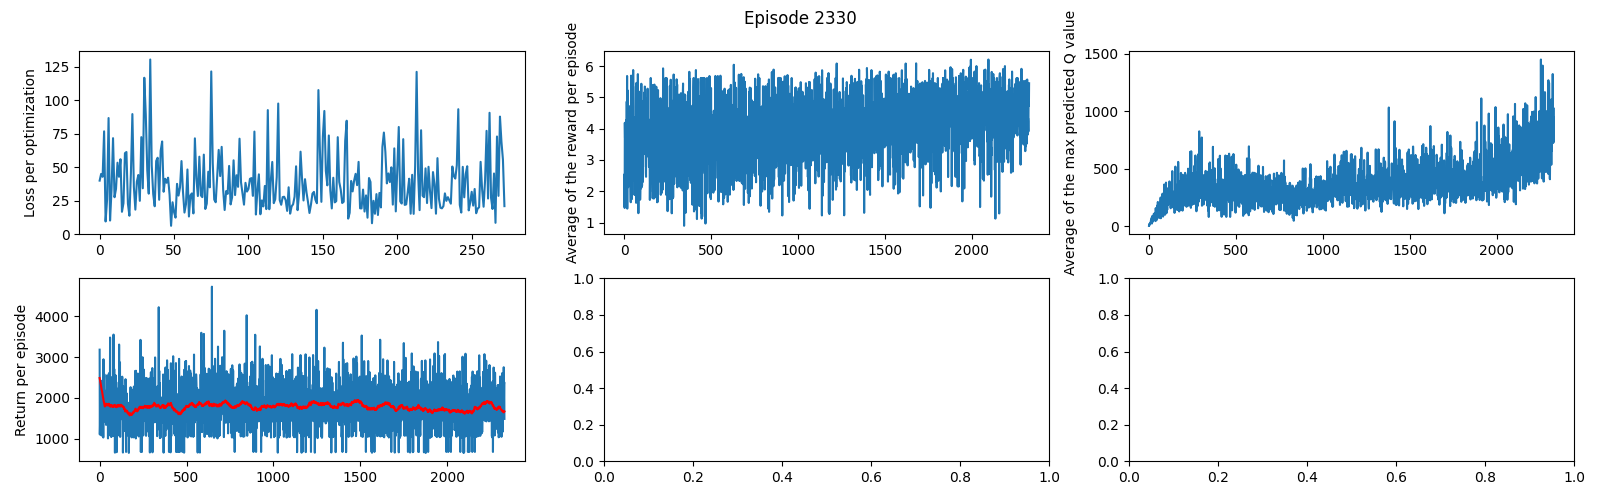 Episode 2330
Loss per optimization
125
100
75
50
25
0
0 50 100 150 200 250
Average of the reward per episode
6
5
4
3
2
1
0 500 1000 1500 2000
Average of the max predicted Q value
1500
1000
500
0
0 500 1000 1500 2000
Return per episode
4000
3000
2000
1000
0 500 1000 1500 2000
1.0
0.8
0.6
0.4
0.2
0.0
0.0 0.2 0.4 0.6 0.8 1.0
1.0
0.8
0.6
0.4
0.2
0.0
0.0 0.2 0.4 0.6 0.8 1.0